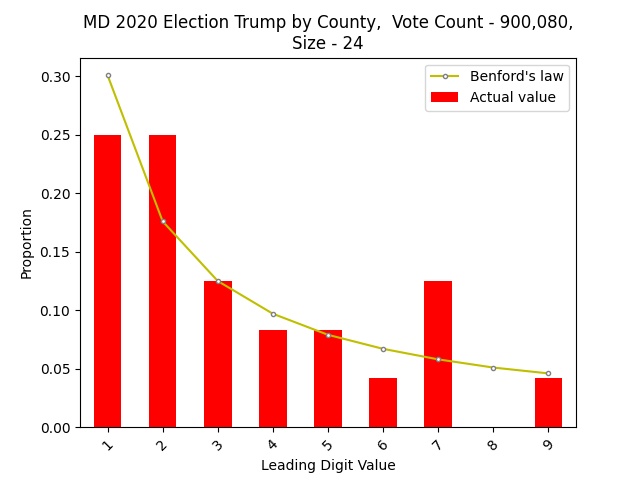 MD 2020 Election Trump by County,  Vote Count - 900,080,
Size - 24
Benford's law
Actual value
0.30
0.25
0.20
0.15
0.10
0.05
0.00
Proportion
1 2 3 4 5 6 7 8 9
Leading Digit Value